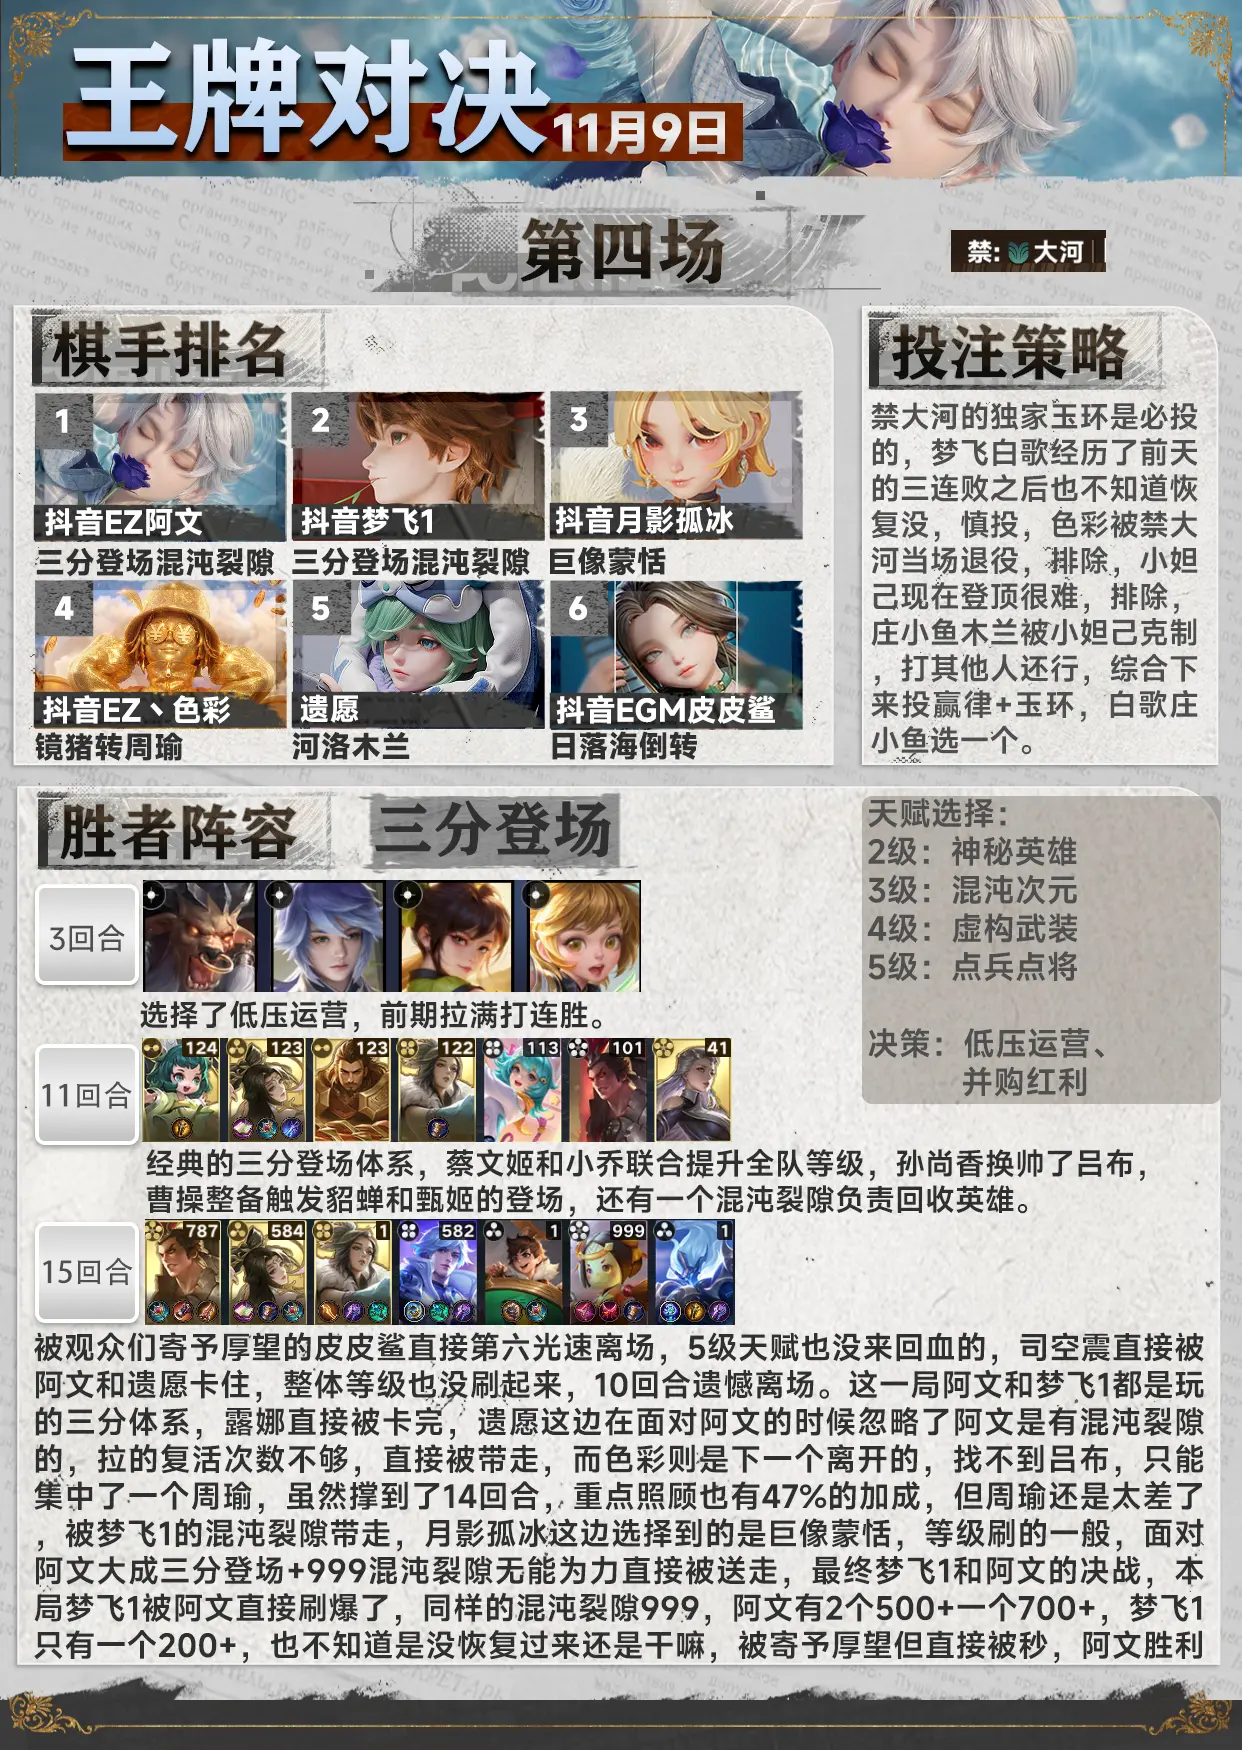 王牌对决
11月9日
第四场
禁:大河
棋手排名
1
抖音EZ阿文
三分登场混沌裂隙
2
抖音梦飞1
三分登场混沌裂隙
3
抖音月影孤冰
巨像蒙恬
4
抖音EZ丶色彩
镜猪转周瑜
5
遗愿
河洛木兰
6
抖音EGM皮皮鲨
日落海倒转
投注策略
禁大河的独家玉环是必投
的，梦飞白歌经历了前天
的三连败之后也不知道恢
复没，慎投，色彩被禁大
河当场退役，排除，小妲
己现在登顶很难，排除，
庄小鱼木兰被小妲己克制
，打其他人还行，综合下
来投赢律+玉环，白歌庄
小鱼选一个。
胜者阵容
三分登场
天赋选择：
2级：神秘英雄
3级：混沌次元
4级：虚构武装
5级：点兵点将
决策：低压运营、
并购红利
3回合
选择了低压运营，前期拉满打连胜。
11回合
124 123 123 122 113 101 41
经典的三分登场体系，蔡文姬和小乔联合提升全队等级，孙尚香换帅了吕布，
曹操整备触发貂蝉和甄姬的登场，还有一个混沌裂隙负责回收英雄。
15回合
787 584 1 582 1 999 1
被观众们寄予厚望的皮皮鲨直接第六光速离场，5级天赋也没来回血的，司空震直接被
阿文和遗愿卡住，整体等级也没刷起来，10回合遗憾离场。这一局阿文和梦飞1都是玩
的三分体系，露娜直接被卡完，遗愿这边在面对阿文的时候忽略了阿文是有混沌裂隙
的，拉的复活次数不够，直接被带走，而色彩则是下一个离开的，找不到吕布，只能
集中了一个周瑜，虽然撑到了14回合，重点照顾也有47%的加成，但周瑜还是太差了
，被梦飞1的混沌裂隙带走，月影孤冰这边选择到的是巨像蒙恬，等级刷的一般，面对
阿文大成三分登场+999混沌裂隙无能为力直接被送走，最终梦飞1和阿文的决战，本
局梦飞1被阿文直接刷爆了，同样的混沌裂隙999，阿文有2个500+一个700+，梦飞1
只有一个200+，也不知道是没恢复过来还是干嘛，被寄予厚望但直接被秒，阿文胜利